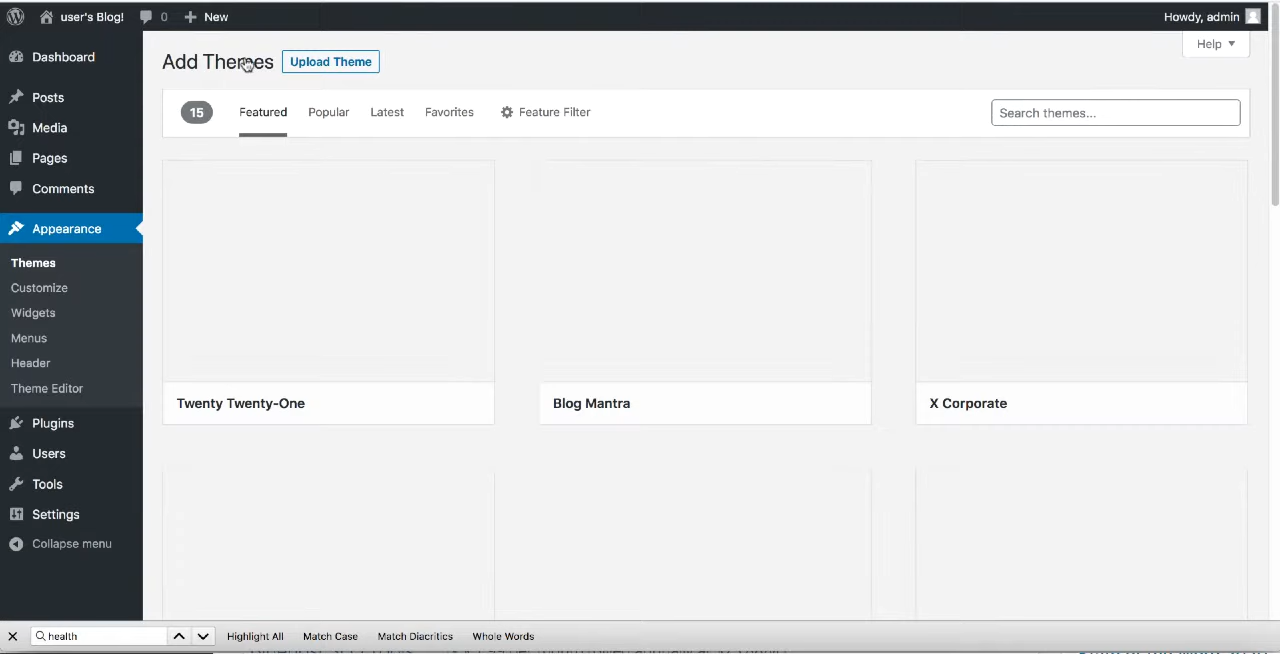 user's Blog! 0 New Howdy, admin
Help
Add Themes Upload Theme
15 Featured Popular Latest Favorites Feature Filter Search themes...
Dashboard
Posts
Media
Pages
Comments
Appearance
Themes
Customize
Widgets
Menus
Header
Theme Editor
Plugins
Users
Tools
Settings
Collapse menu
Twenty Twenty-One Blog Mantra X Corporate
health Highlight All Match Case Match Diacritics Whole Words